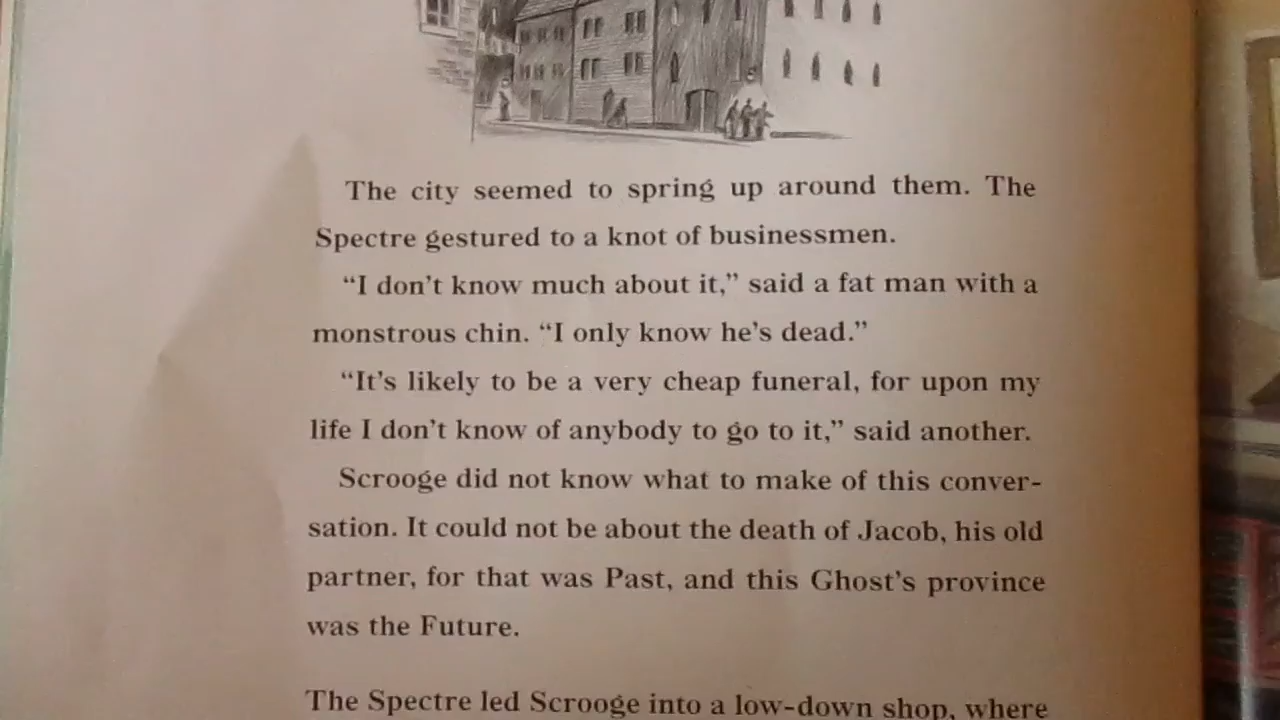 The city seemed to spring up around them. The
Spectre gestured to a knot of businessmen.
“I don’t know much about it,” said a fat man with a
monstrous chin. “I only know he’s dead.”
“It’s likely to be a very cheap funeral, for upon my
life I don’t know of anybody to go to it,” said another.
Scrooge did not know what to make of this conver-
sation. It could not be about the death of Jacob, his old
partner, for that was Past, and this Ghost’s province
was the Future.
The Spectre led Scrooge into a low-down shop, where